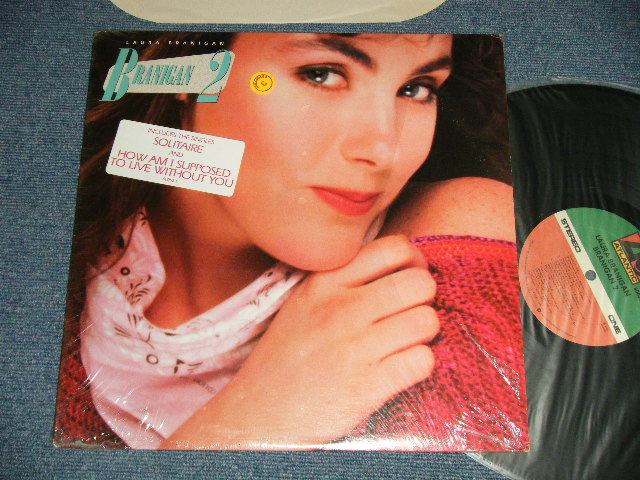 LAURA BRANIGAN
BRANIGAN 2
INCLUDES THE SINGLES
SOLITAIRE
AND
HOW AM I SUPPOSED
TO LIVE WITHOUT YOU
C
STEREO
ATLANTIC
LAURA BRANIGAN
BRANIGAN 2
ONE